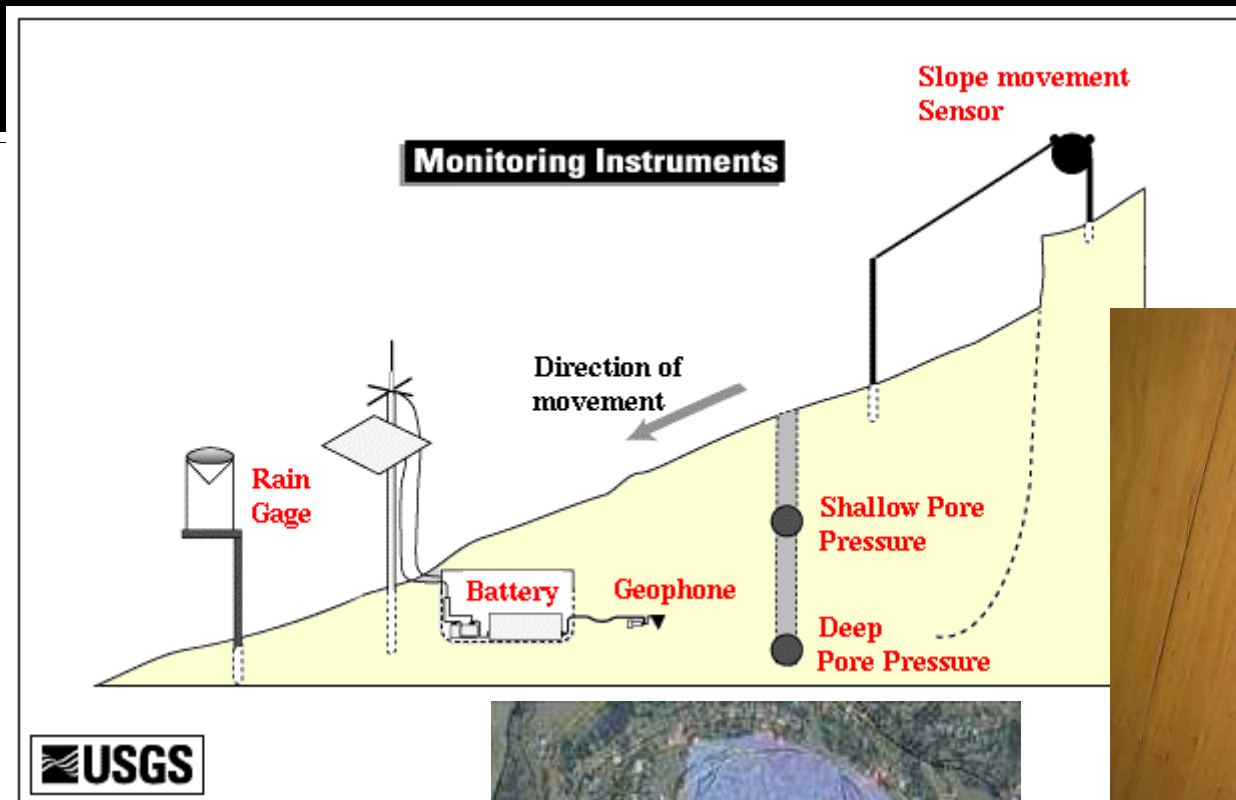 Slope movement
Sensor
Monitoring Instruments
Direction of
movement
Rain
Gage
Shallow Pore
Pressure
Battery
Geophone
Deep
Pore Pressure
USGS